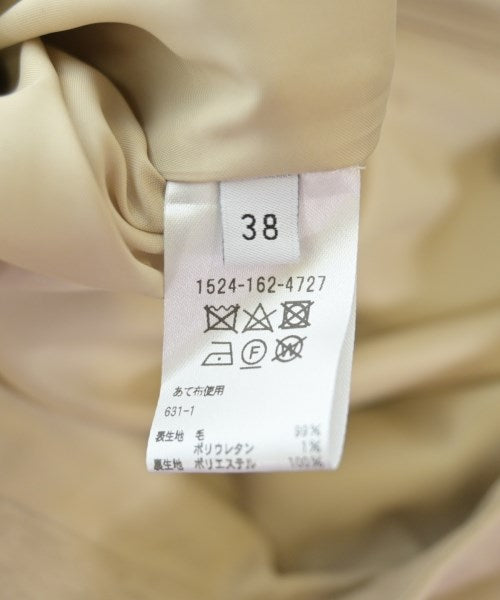 38
1524-162-4727
F W
あて布使用
631-1
表生地 毛 99%
ポリウレタン 1%
裏生地 ポリエステル 100%